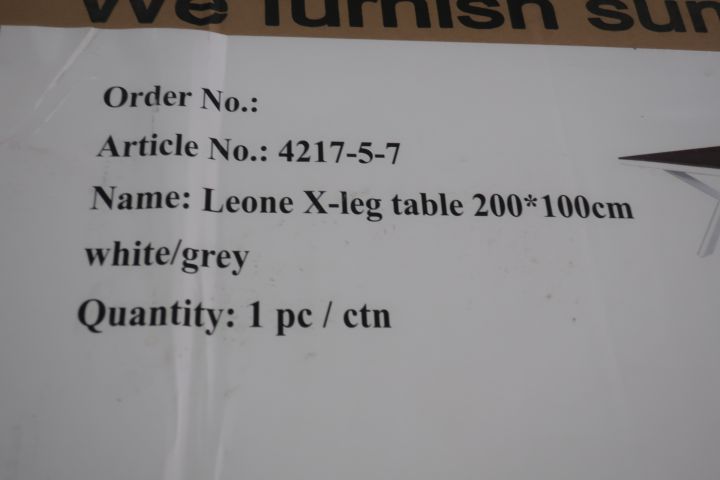 We furnish sun
Order No.:
Article No.: 4217-5-7
Name: Leone X-leg table 200*100cm
white/grey
Quantity: 1 pc / ctn